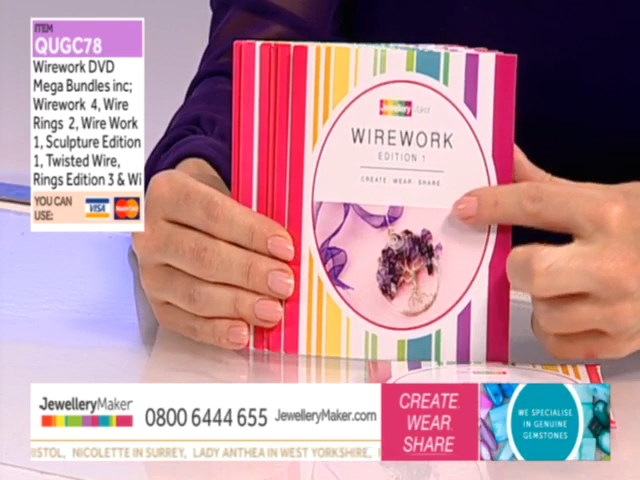 ITEM
QUGC78
Wirework DVD
Mega Bundles inc;
Wirework 4, Wire
Rings 2, Wire Work
1, Sculpture Edition
1, Twisted Wire,
Rings Edition 3 & Wi
YOU CAN
USE:
VISA
MasterCard
JewelleryMaker
WIREWORK
EDITION 1
CREATE. WEAR. SHARE
JewelleryMaker
0800 6444 655
JewelleryMaker.com
CREATE.
WEAR.
SHARE
WE SPECIALISE
IN GENUINE
GEMSTONES
ISTOL, NICOLETTE IN SURREY, LADY ANTHEA IN WEST YORKSHIRE,